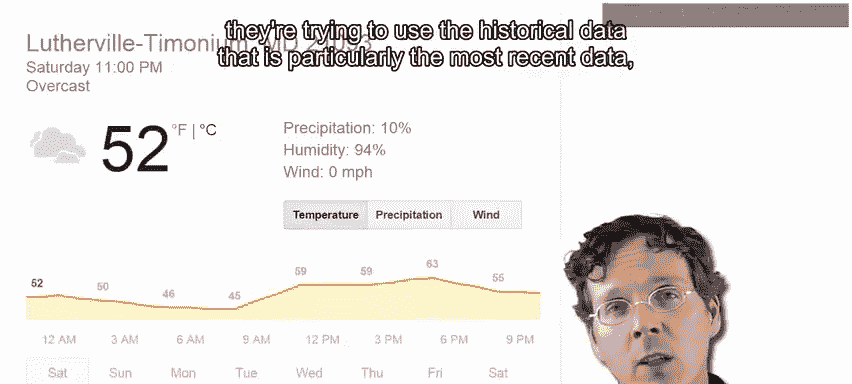 they're trying to use the historical data
that is particularly the most recent data,
Lutherville-Timonium, MD 21093
Saturday 11:00 PM
Overcast
52 °F | °C
Precipitation: 10%
Humidity: 94%
Wind: 0 mph
Temperature Precipitation Wind
52 50 46 45 59 59 63 55
12 AM 3 AM 6 AM 9 AM 12 PM 3 PM 6 PM 9 PM
Sat Sun Mon Tue Wed Thu Fri Sat